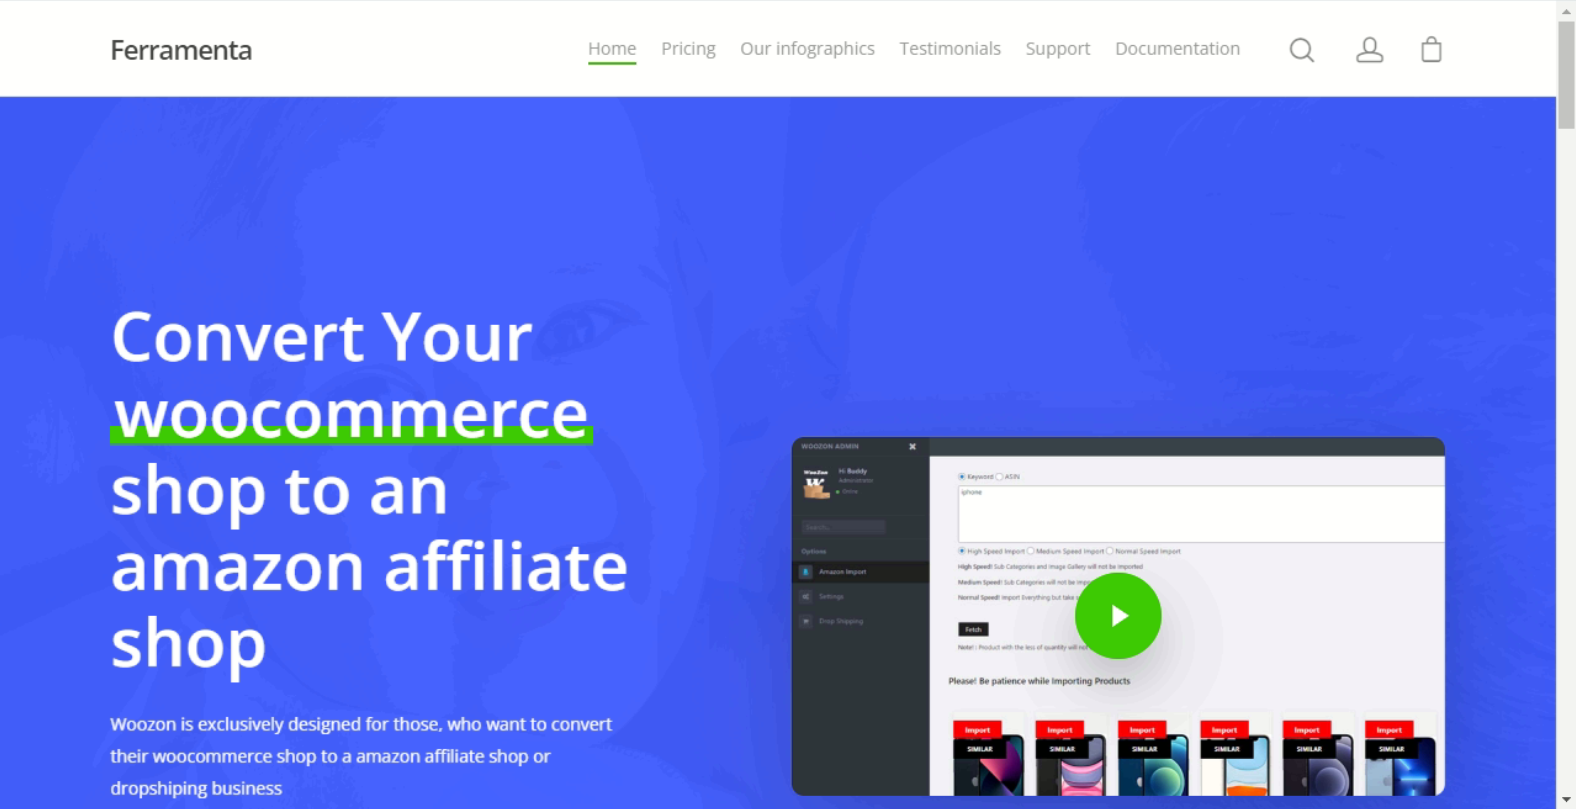 Ferramenta
Home Pricing Our infographics Testimonials Support Documentation
Convert Your
woocommerce
shop to an
amazon affiliate
shop
Woozon is exclusively designed for those, who want to convert
their woocommerce shop to a amazon affiliate shop or
dropshiping business
WOOZON ADMIN
Hi Buddy
Administrator
Online
Search...
Options
Amazon Import
Settings
Drop Shipping
Keyword ASIN
iphone
High Speed Import Medium Speed Import Normal Speed Import
High Speed! Sub Categories and Image Gallery will not be imported
Medium Speed! Sub Categories will not be
Normal Speed! Import Everything but take
Fetch
Note!: Product with the less of quantity will
Please! Be patience while Importing Products
Import Import Import Import Import Import
SIMILAR SIMILAR SIMILAR SIMILAR SIMILAR SIMILAR